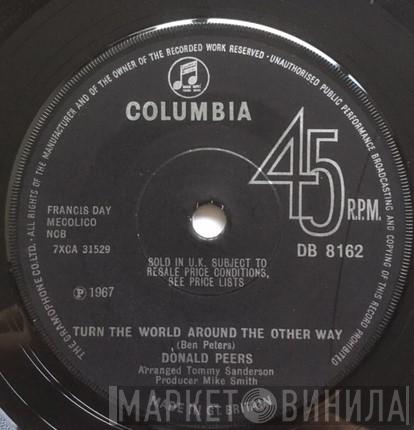 THE GRAMOPHONE CO. LTD. · ALL RIGHTS OF THE MANUFACTURER AND OF THE OWNER OF THE RECORDED WORK RESERVED · UNAUTHORISED PUBLIC PERFORMANCE BROADCASTING AND COPYING OF THIS RECORD PROHIBITED
COLUMBIA
45 R.P.M.
FRANCIS DAY
MECOLICO
NCB
7XCA 31529
DB 8162
SOLD IN U.K. SUBJECT TO
RESALE PRICE CONDITIONS,
SEE PRICE LISTS
Ⓟ 1967
TURN THE WORLD AROUND THE OTHER WAY
(Ben Peters)
DONALD PEERS
Arranged Tommy Sanderson
Producer Mike Smith
МАРКЕТ ВИНИЛА
MADE IN GT. BRITAIN